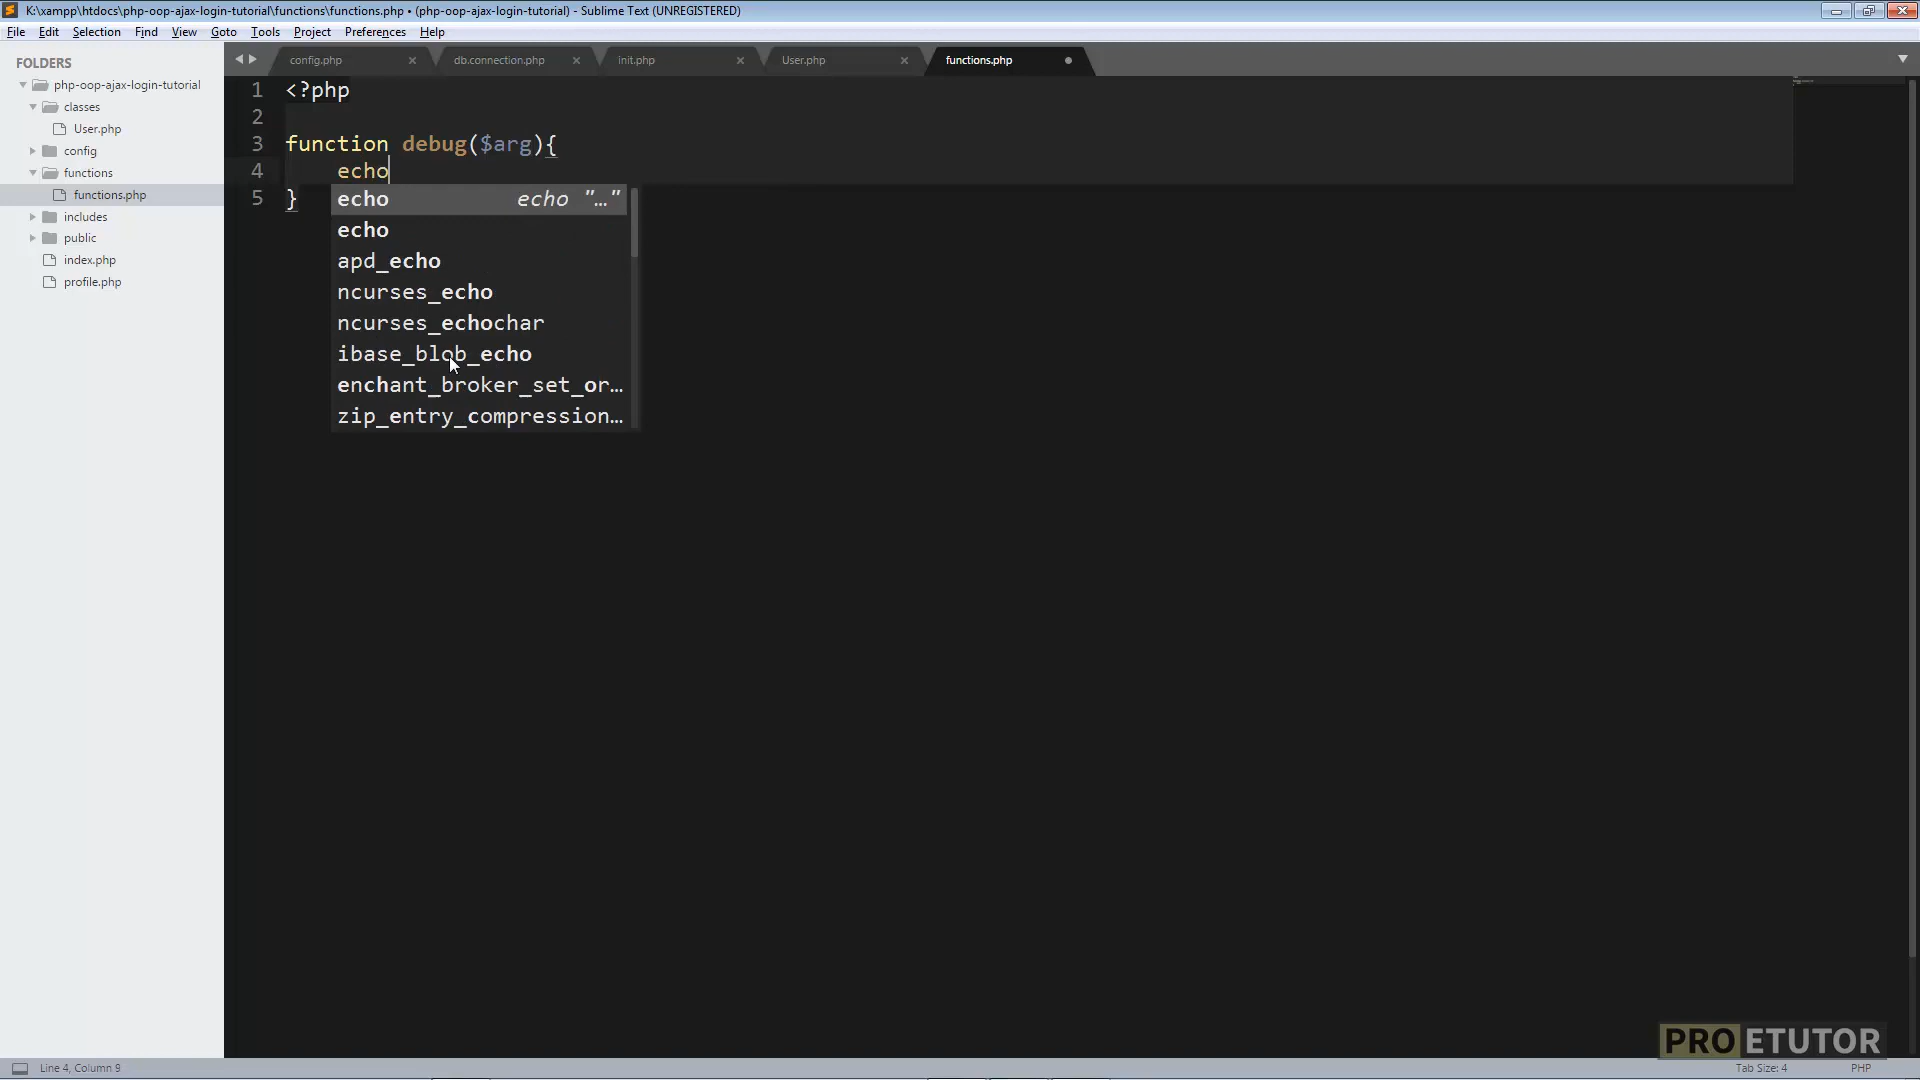 K:\xampp\htdocs\php-oop-ajax-login-tutorial\functions\functions.php • (php-oop-ajax-login-tutorial) - Sublime Text (UNREGISTERED)
File Edit Selection Find View Goto Tools Project Preferences Help
FOLDERS
php-oop-ajax-login-tutorial
classes
User.php
config
functions
functions.php
includes
public
index.php
profile.php
config.php × db.connection.php × init.php × User.php × functions.php •
1 <?php
2
3 function debug($arg){
4 echo
5 }
echo echo "…"
echo
apd_echo
ncurses_echo
ncurses_echochar
ibase_blob_echo
enchant_broker_set_or…
zip_entry_compression…
PROETUTOR
Line 4, Column 9 Tab Size: 4 PHP